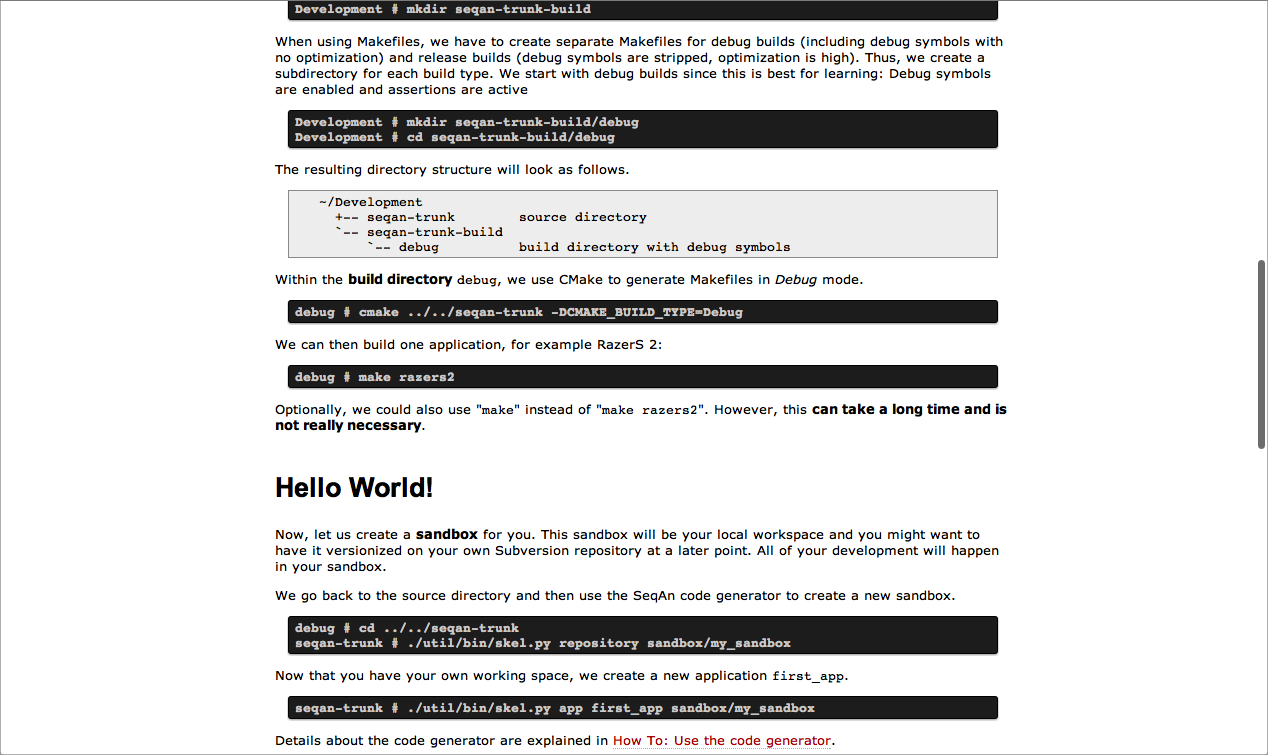 Development # mkdir seqan-trunk-build
When using Makefiles, we have to create separate Makefiles for debug builds (including debug symbols with
no optimization) and release builds (debug symbols are stripped, optimization is high). Thus, we create a
subdirectory for each build type. We start with debug builds since this is best for learning: Debug symbols
are enabled and assertions are active
Development # mkdir seqan-trunk-build/debug
Development # cd seqan-trunk-build/debug
The resulting directory structure will look as follows.
~/Development
+-- seqan-trunk        source directory
`-- seqan-trunk-build
`-- debug          build directory with debug symbols
Within the build directory debug, we use CMake to generate Makefiles in Debug mode.
debug # cmake ../../seqan-trunk -DCMAKE_BUILD_TYPE=Debug
We can then build one application, for example RazerS 2:
debug # make razers2
Optionally, we could also use "make" instead of "make razers2". However, this can take a long time and is
not really necessary.
Hello World!
Now, let us create a sandbox for you. This sandbox will be your local workspace and you might want to
have it versionized on your own Subversion repository at a later point. All of your development will happen
in your sandbox.
We go back to the source directory and then use the SeqAn code generator to create a new sandbox.
debug # cd ../../seqan-trunk
seqan-trunk # ./util/bin/skel.py repository sandbox/my_sandbox
Now that you have your own working space, we create a new application first_app.
seqan-trunk # ./util/bin/skel.py app first_app sandbox/my_sandbox
Details about the code generator are explained in How To: Use the code generator.